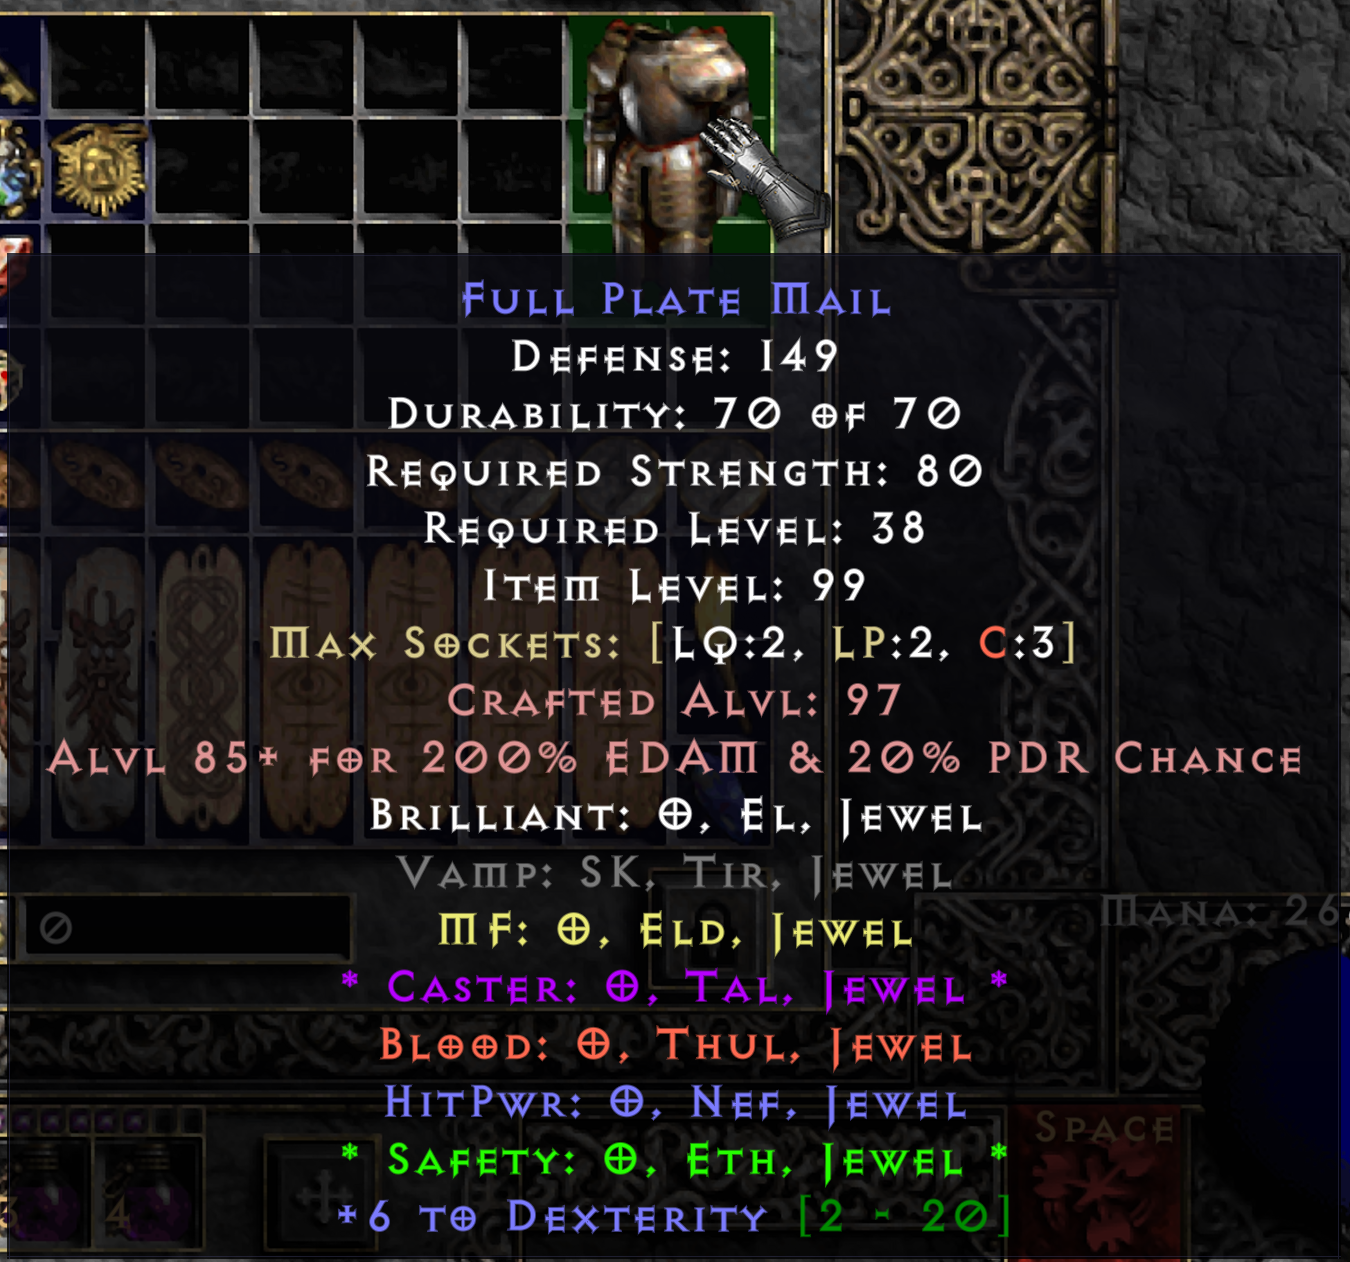 Full Plate Mail
Defense: 149
Durability: 70 of 70
Required Strength: 80
Required Level: 38
Item Level: 99
Max Sockets: [LQ:2, LP:2, C:3]
Crafted Alvl: 97
Alvl 85+ for 200% EDAM & 20% PDR Chance
Brilliant: O, El, Jewel
Vamp: SK, Tir, Jewel
0
Mana: 26
MF: O, Eld, Jewel
* Caster: O, Tal, Jewel *
Blood: O, Thul, Jewel
HitPwr: O, Nef, Jewel
Space
* Safety: O, Eth, Jewel *
3
4
+6 to Dexterity [2 - 20]